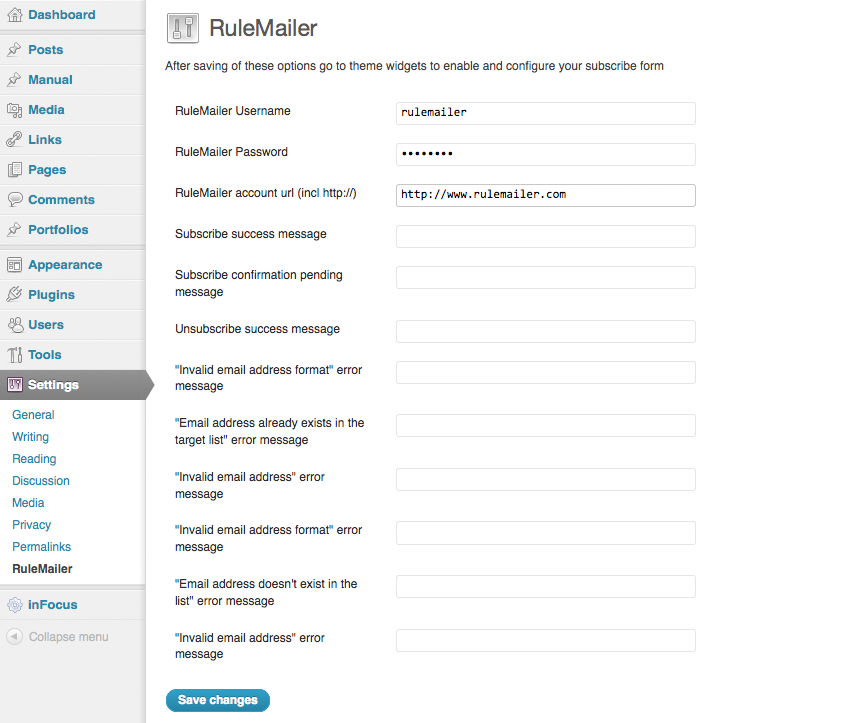 Dashboard
Posts
Manual
Media
Links
Pages
Comments
Portfolios
Appearance
Plugins
Users
Tools
Settings
General
Writing
Reading
Discussion
Media
Privacy
Permalinks
RuleMailer
inFocus
Collapse menu
RuleMailer
After saving of these options go to theme widgets to enable and configure your subscribe form
RuleMailer Username
rulemailer
RuleMailer Password
••••••••
RuleMailer account url (incl http://)
http://www.rulemailer.com
Subscribe success message
Subscribe confirmation pending
message
Unsubscribe success message
"Invalid email address format" error
message
"Email address already exists in the
target list" error message
"Invalid email address" error
message
"Invalid email address format" error
message
"Email address doesn't exist in the
list" error message
"Invalid email address" error
message
Save changes